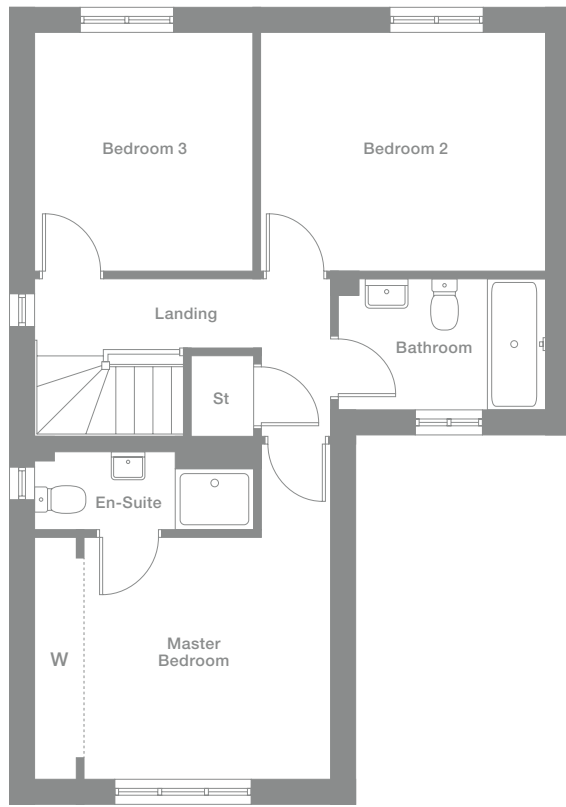 Bedroom 3
Bedroom 2
Landing
Bathroom
St
En-Suite
Master
Bedroom
W